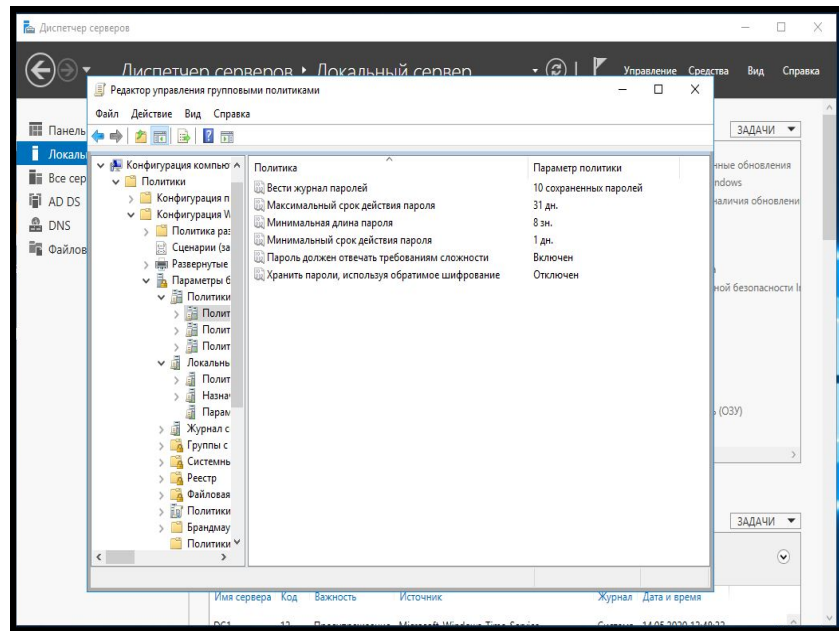 Диспетчер серверов
Диспетчер серверов • Локальный сервер
Управление Средства Вид Справка
Редактор управления групповыми политиками
Файл Действие Вид Справка
Панель
Локаль
Все сер
AD DS
DNS
Файлов
ЗАДАЧИ
нные обновления
ndows
наличия обновлени
ной безопасности In
(ОЗУ)
ЗАДАЧИ
Конфигурация компью
Политики
Конфигурация п
Конфигурация W
Политика раз
Сценарии (за
Развернутые
Параметры б
Политики
Полит
Полит
Полит
Локальнь
Полит
Назнач
Парам
Журнал с
Группы с
Системнь
Реестр
Файловая
Политики
Брандмау
Политики
Политика Параметр политики
Вести журнал паролей 10 сохраненных паролей
Максимальный срок действия пароля 31 дн.
Минимальная длина пароля 8 зн.
Минимальный срок действия пароля 1 дн.
Пароль должен отвечать требованиям сложности Включен
Хранить пароли, используя обратимое шифрование Отключен
Имя сервера Код Важность Источник Журнал Дата и время